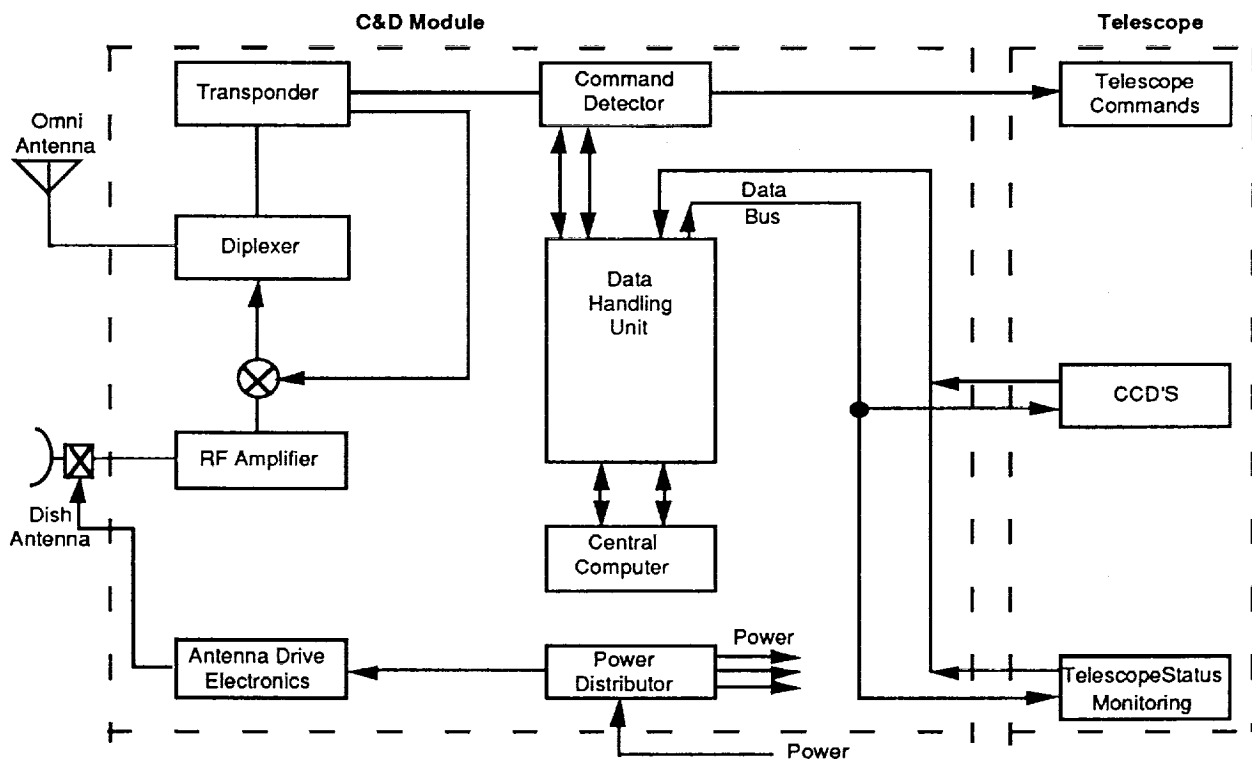 C&D Module
Telescope
Transponder
Command
Detector
Telescope
Commands
Omni
Antenna
Data
Bus
Diplexer
Data
Handling
Unit
CCD'S
RF Amplifier
Dish
Antenna
Central
Computer
Antenna Drive
Electronics
Power
Distributor
Power
TelescopeStatus
Monitoring
Power